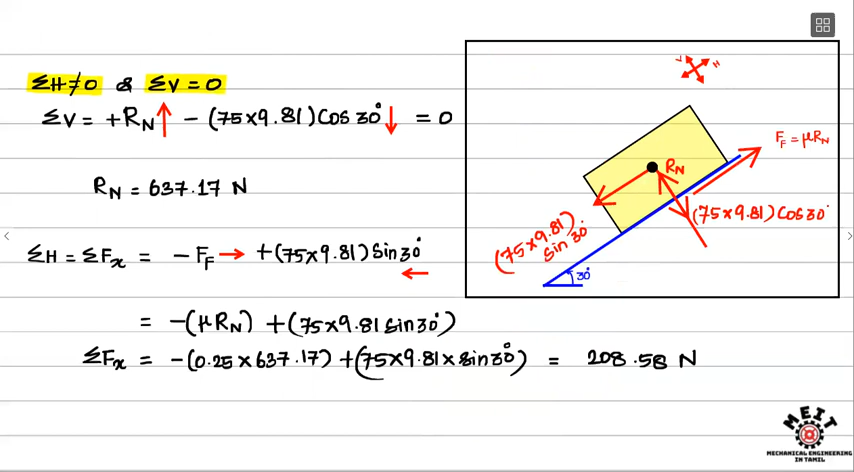 ΣH≠0 & ΣV=0
ΣV = +R_N ↑ - (75×9.81) Cos 30° ↓ = 0
R_N = 637.17 N
ΣH = ΣF_x = - F_F → + (75×9.81) Sin 30° ←
= -(μR_N) + (75×9.81 Sin 30°)
ΣF_x = -(0.25 × 637.17) + (75×9.81×sin 30°) = 208.58 N
V H
F_F = μR_N
R_N
(75×9.81) Cos 30°
(75×9.81)
Sin 30°
30°
MEIT
MECHANICAL ENGINEERING
IN TAMIL